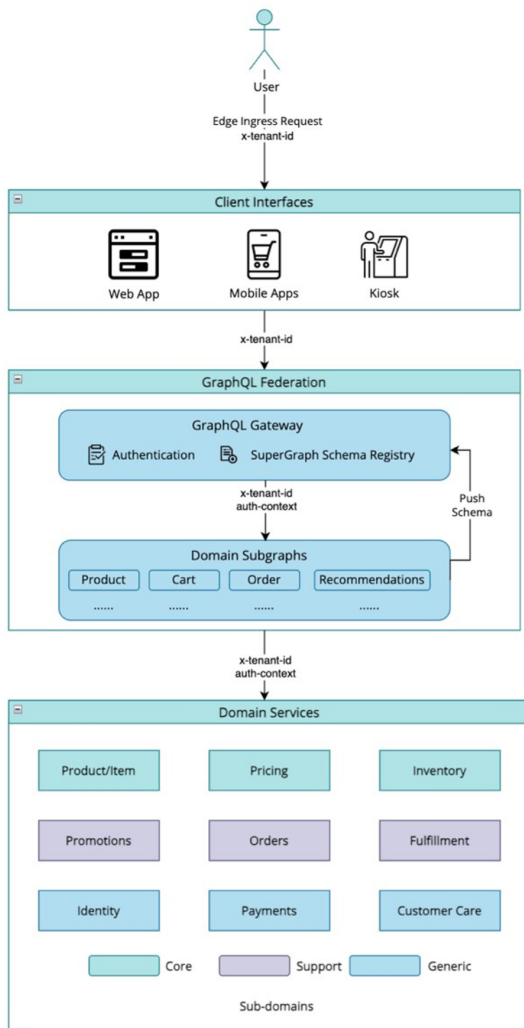 User
Edge Ingress Request
x-tenant-id
Client Interfaces
Web App
Mobile Apps
Kiosk
x-tenant-id
GraphQL Federation
GraphQL Gateway
Authentication
SuperGraph Schema Registry
x-tenant-id
auth-context
Push
Schema
Domain Subgraphs
Product
Cart
Order
Recommendations
......
......
......
......
x-tenant-id
auth-context
Domain Services
Product/Item
Pricing
Inventory
Promotions
Orders
Fulfillment
Identity
Payments
Customer Care
Core
Support
Generic
Sub-domains